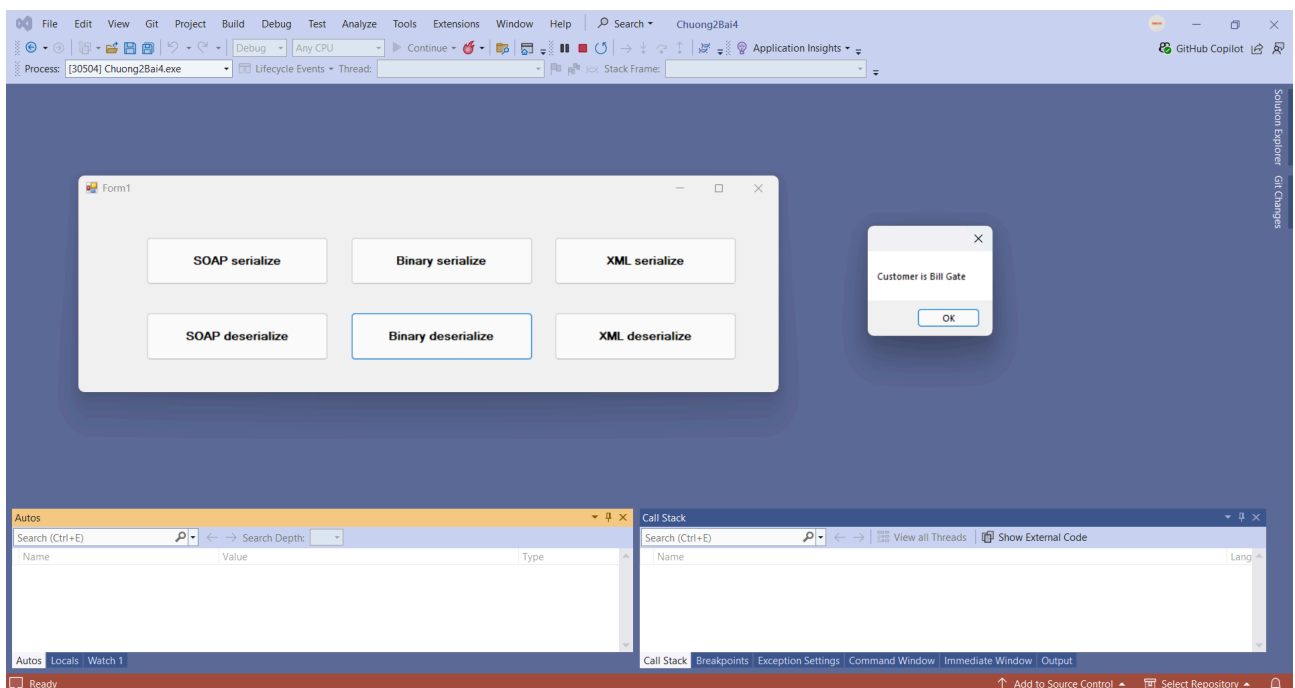 File Edit View Git Project Build Debug Test Analyze Tools Extensions Window Help Search Chuong2Bai4
Debug Any CPU Continue Application Insights GitHub Copilot
Process: [30504] Chuong2Bai4.exe Lifecycle Events Thread: Stack Frame:
Solution Explorer
Git Changes
Form1
SOAP serialize Binary serialize XML serialize
SOAP deserialize Binary deserialize XML deserialize
Customer is Bill Gate
OK
Autos
Search (Ctrl+E) Search Depth:
Name Value Type
Autos Locals Watch 1
Call Stack
Search (Ctrl+E) View all Threads Show External Code
Name Lang
Call Stack Breakpoints Exception Settings Command Window Immediate Window Output
Ready Add to Source Control Select Repository